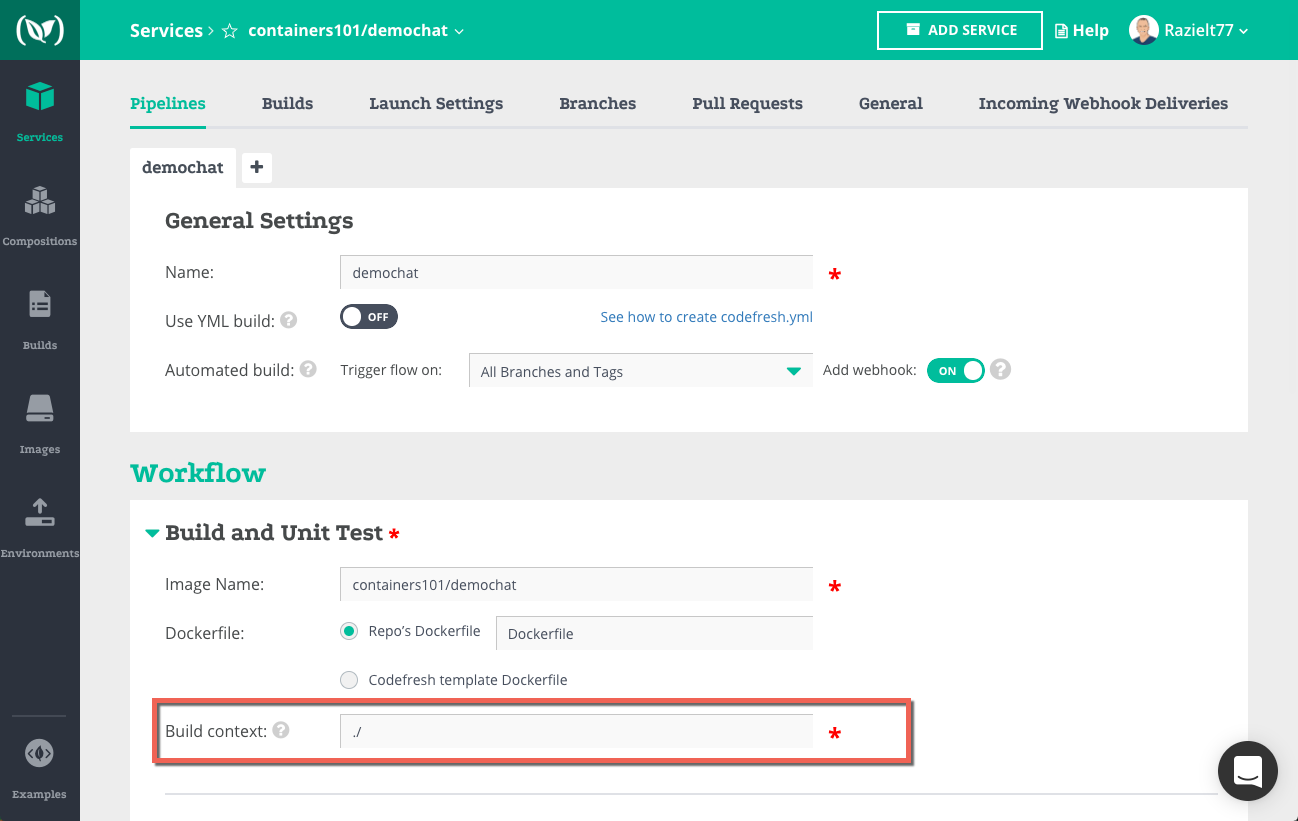 Services > containers101/demochat
ADD SERVICE
Help
Razielt77
Services
Compositions
Builds
Images
Environments
Examples
Pipelines Builds Launch Settings Branches Pull Requests General Incoming Webhook Deliveries
demochat +
General Settings
Name: demochat *
Use YML build: ? OFF See how to create codefresh.yml
Automated build: ? Trigger flow on: All Branches and Tags Add webhook: ON ?
Workflow
Build and Unit Test *
Image Name: containers101/demochat *
Dockerfile: Repo's Dockerfile Dockerfile
Codefresh template Dockerfile
Build context: ? ./ *